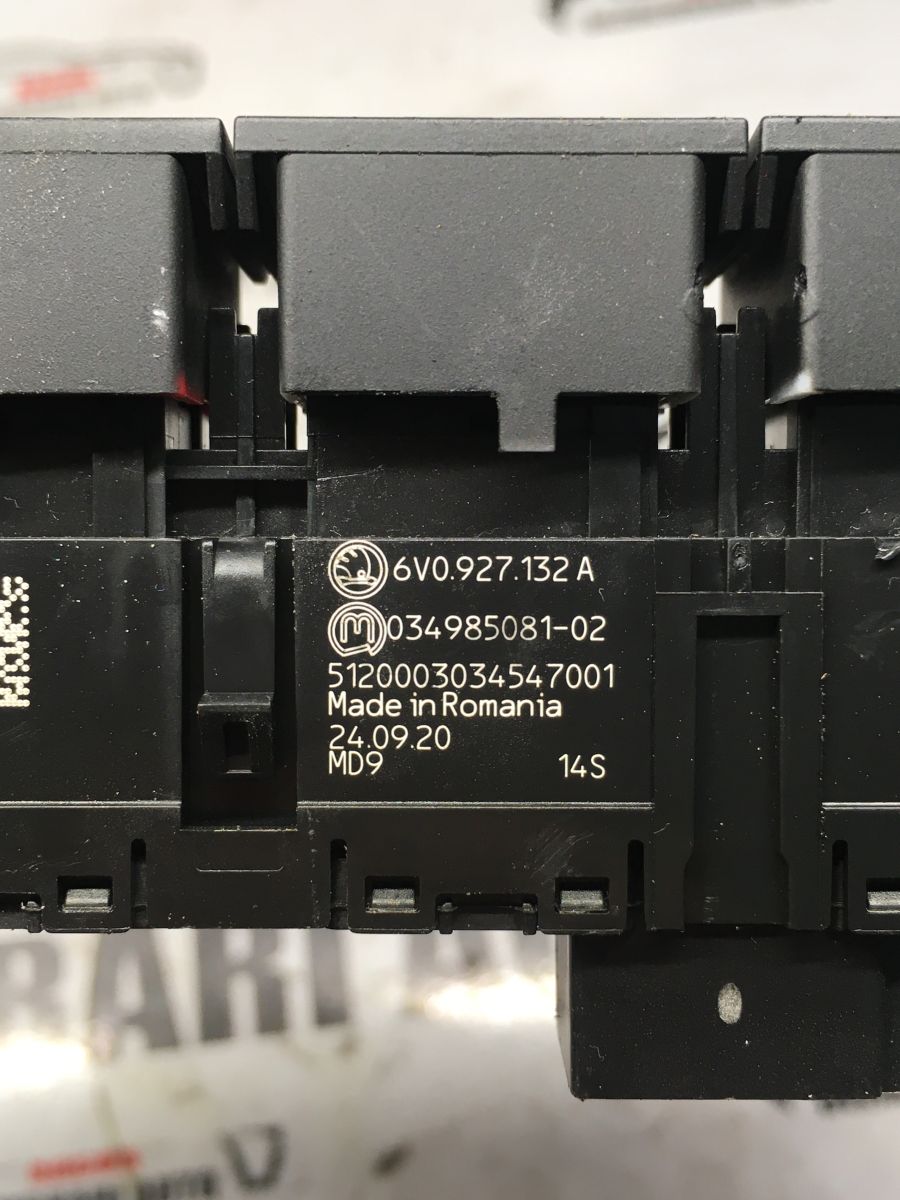 6V0.927.132 A
034985081-02
5120003034547001
Made in Romania
24.09.20
MD9 14S